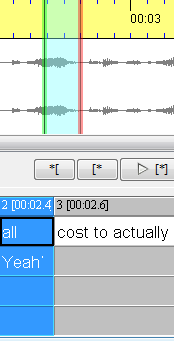 00:03
*[ [* [*]
2 [00:02.4 3 [00:02.6]
all cost to actually
Yeah'